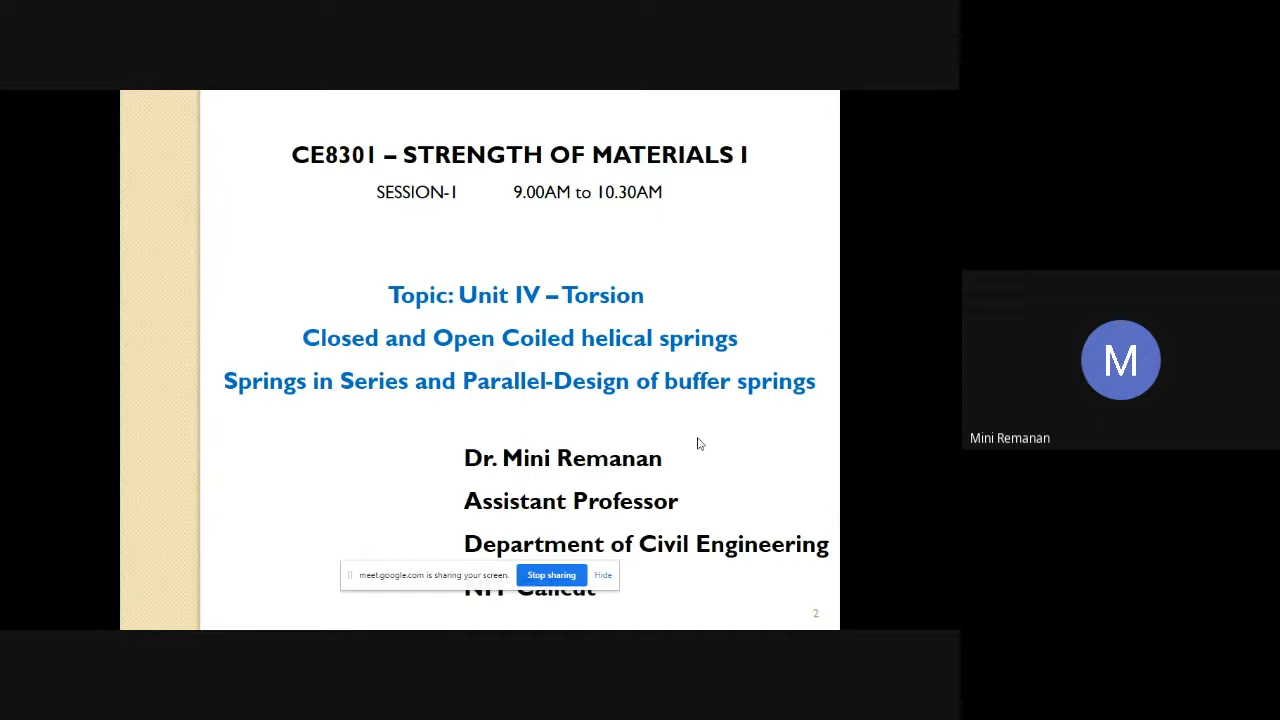 CE8301 – STRENGTH OF MATERIALS I
SESSION-1 9.00AM to 10.30AM
Topic: Unit IV – Torsion
Closed and Open Coiled helical springs
Springs in Series and Parallel-Design of buffer springs
Dr. Mini Remanan
Assistant Professor
Department of Civil Engineering
meet.google.com is sharing your screen. Stop sharing Hide
NIT Calicut
2
M
Mini Remanan